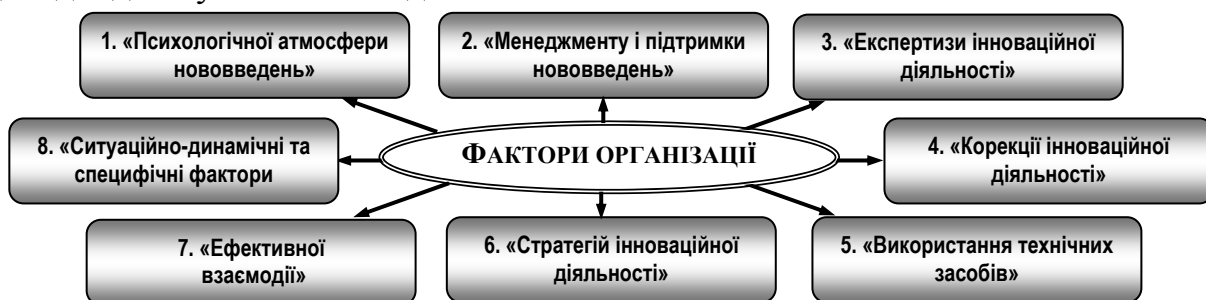 1. «Психологічної атмосфери
нововведень»
2. «Менеджменту і підтримки
нововведень»
3. «Експертизи інноваційної
діяльності»
8. «Ситуаційно-динамічні та
специфічні фактори
ФАКТОРИ ОРГАНІЗАЦІЇ
4. «Корекції інноваційної
діяльності»
7. «Ефективної
взаємодії»
6. «Стратегій інноваційної
діяльності»
5. «Використання технічних
засобів»